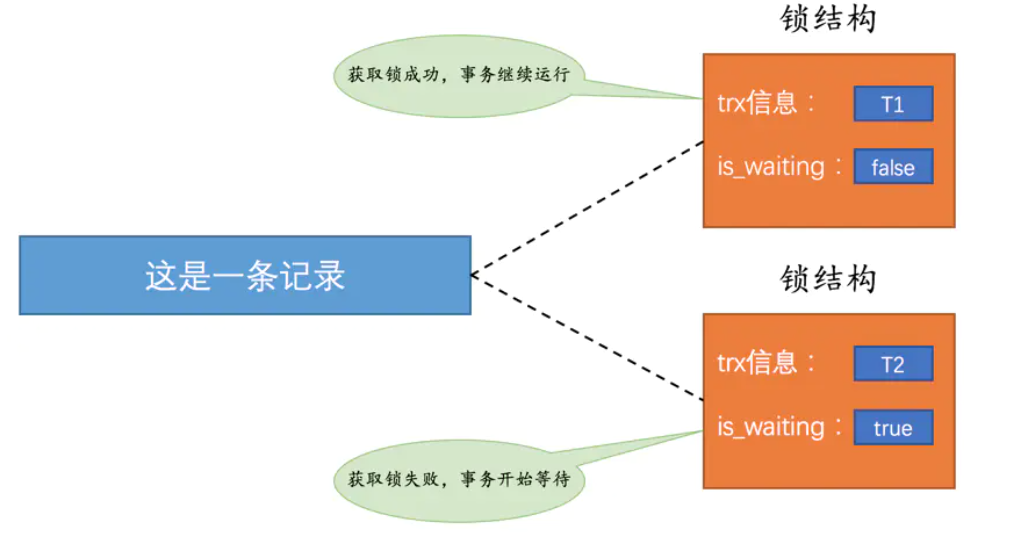 锁结构
获取锁成功，事务继续运行
trx信息： T1
is_waiting： false
这是一条记录
锁结构
trx信息： T2
is_waiting： true
获取锁失败，事务开始等待